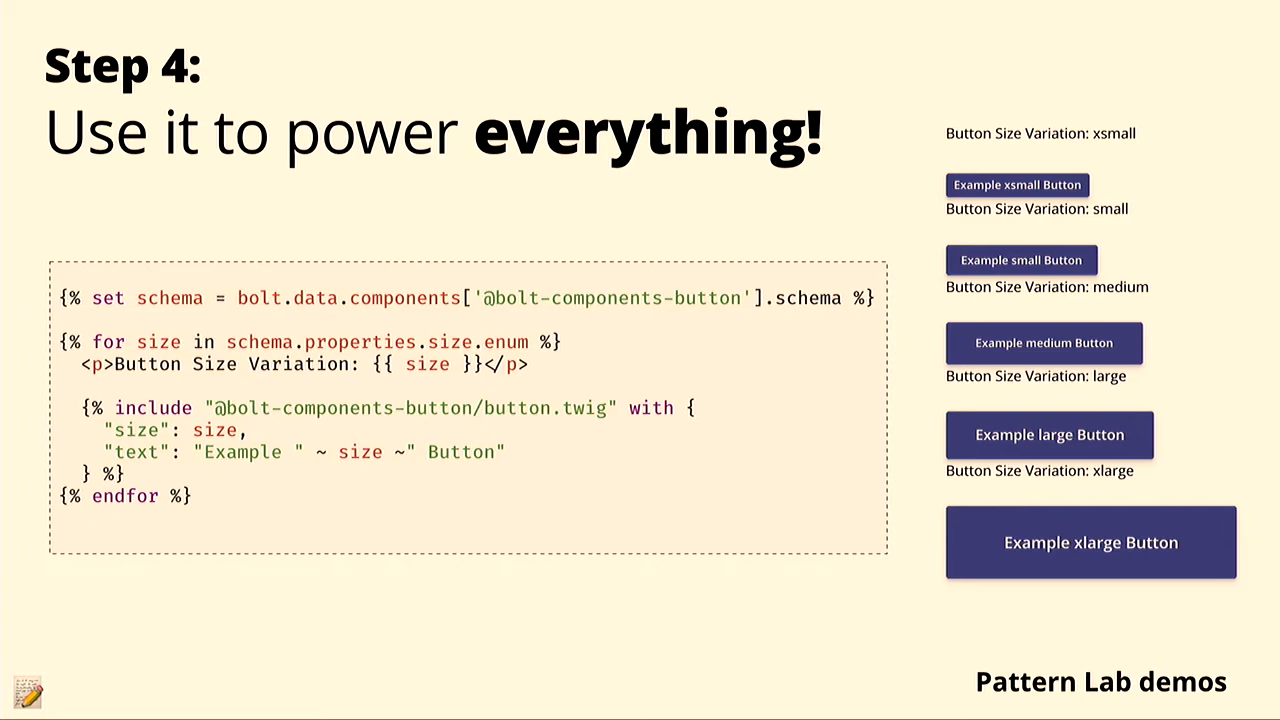 Step 4:
Use it to power everything!
{% set schema = bolt.data.components['@bolt-components-button'].schema %}
{% for size in schema.properties.size.enum %}
<p>Button Size Variation: {{ size }}</p>
{% include "@bolt-components-button/button.twig" with {
"size": size,
"text": "Example " ~ size ~" Button"
} %}
{% endfor %}
Button Size Variation: xsmall
Example xsmall Button
Button Size Variation: small
Example small Button
Button Size Variation: medium
Example medium Button
Button Size Variation: large
Example large Button
Button Size Variation: xlarge
Example xlarge Button
Pattern Lab demos